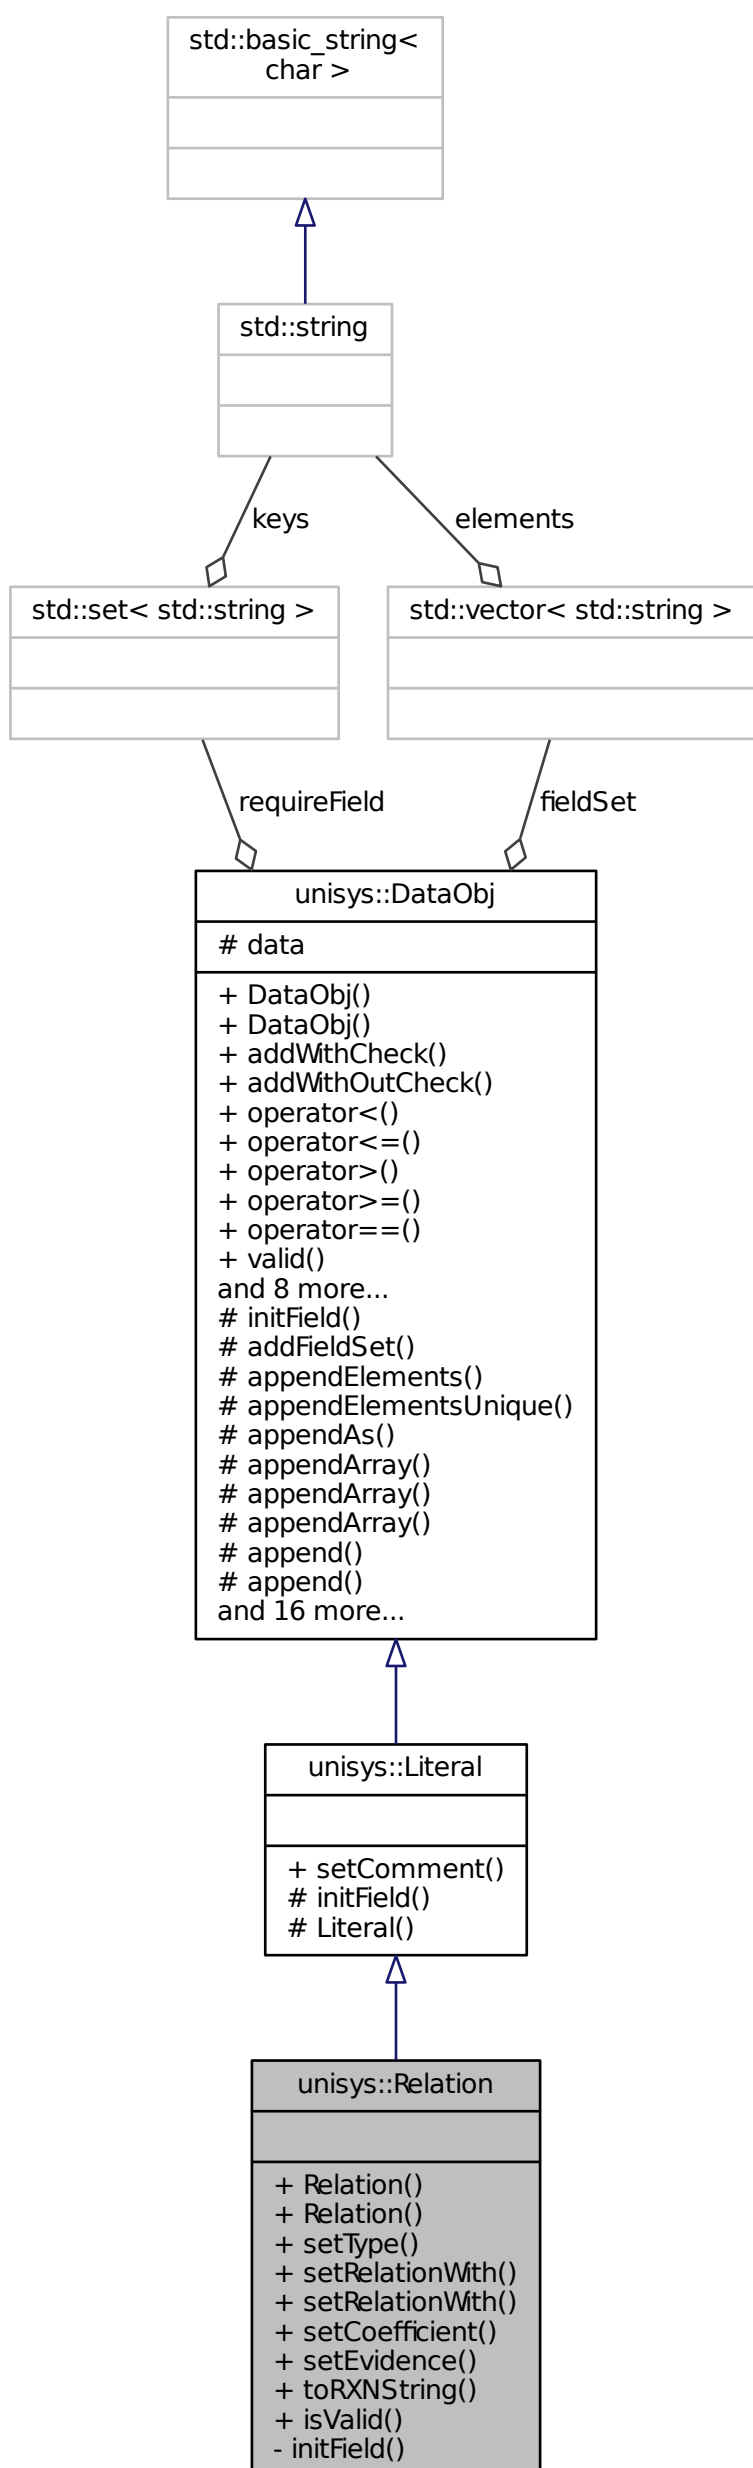 std::basic_string<
char >
std::string
keys
elements
std::set< std::string >
std::vector< std::string >
requireField
fieldSet
unisys::DataObj
# data
+ DataObj()
+ DataObj()
+ addWithCheck()
+ addWithOutCheck()
+ operator<()
+ operator<=()
+ operator>()
+ operator>=()
+ operator==()
+ valid()
and 8 more...
# initField()
# addFieldSet()
# appendElements()
# appendElementsUnique()
# appendAs()
# appendArray()
# appendArray()
# appendArray()
# append()
# append()
and 16 more...
unisys::Literal
+ setComment()
# initField()
# Literal()
unisys::Relation
+ Relation()
+ Relation()
+ setType()
+ setRelationWith()
+ setRelationWith()
+ setCoefficient()
+ setEvidence()
+ toRXNString()
+ isValid()
- initField()